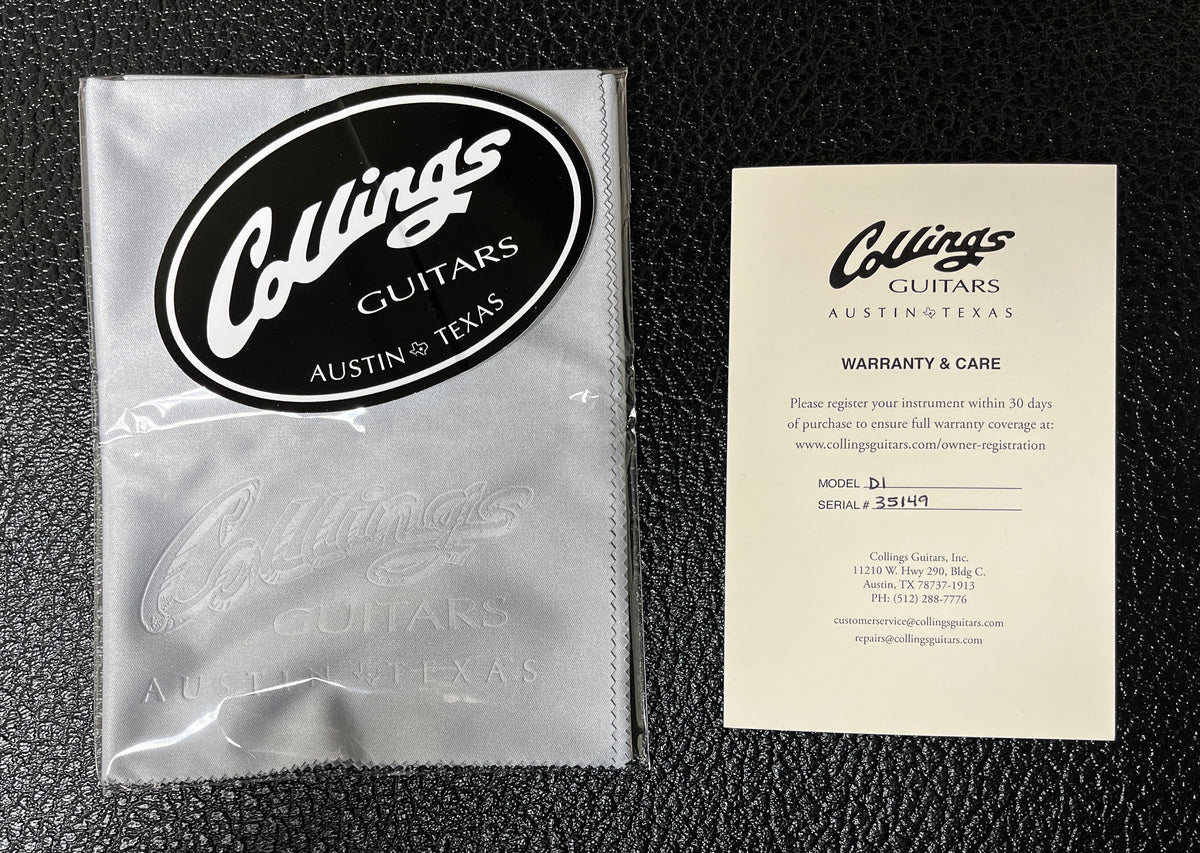 Collings
GUITARS
AUSTIN TEXAS
Collings
GUITARS
AUSTIN TEXAS
Collings
GUITARS
AUSTIN TEXAS
WARRANTY & CARE
Please register your instrument within 30 days
of purchase to ensure full warranty coverage at:
www.collingsguitars.com/owner-registration
MODEL D1
SERIAL # 35149
Collings Guitars, Inc.
11210 W. Hwy 290, Bldg C.
Austin, TX 78737-1913
PH: (512) 288-7776
customerservice@collingsguitars.com
repairs@collingsguitars.com